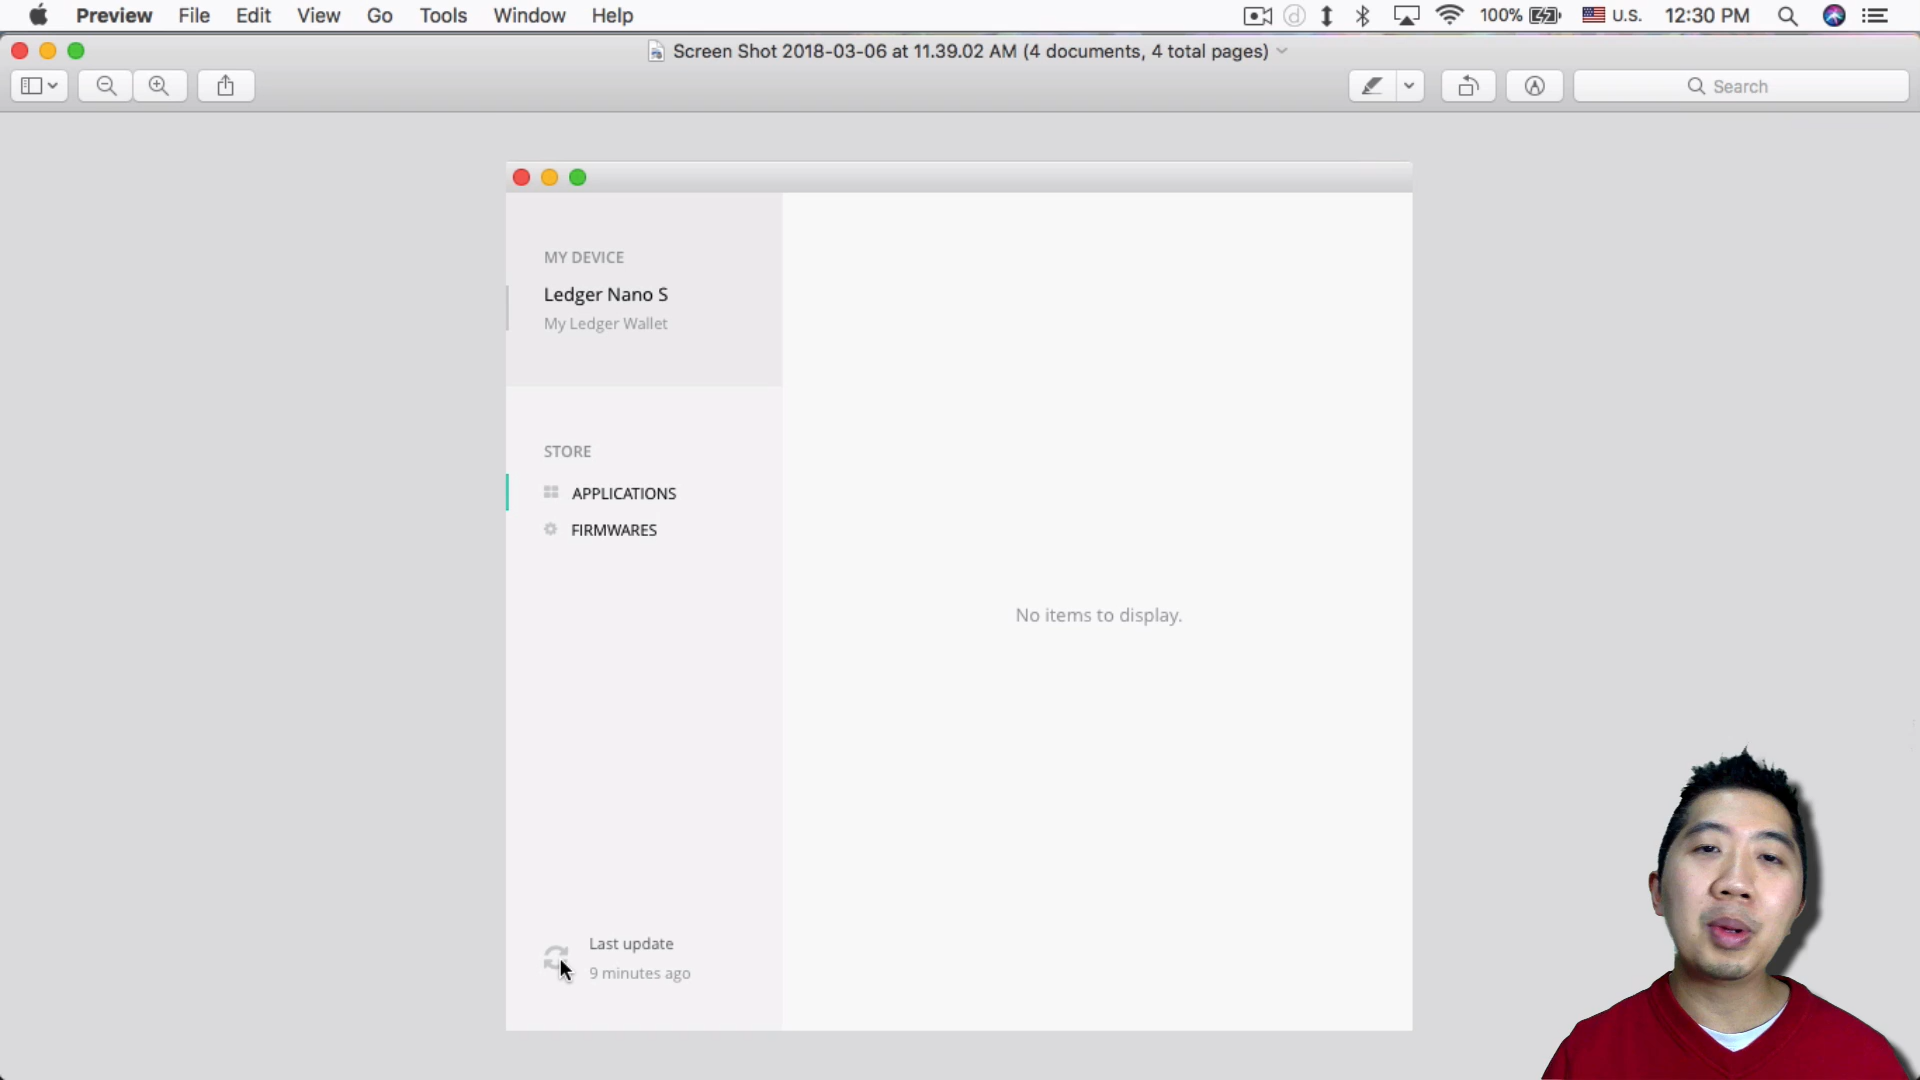 Preview File Edit View Go Tools Window Help 100% U.S. 12:30 PM
Screen Shot 2018-03-06 at 11.39.02 AM (4 documents, 4 total pages)
Search
MY DEVICE
Ledger Nano S
My Ledger Wallet
STORE
APPLICATIONS
FIRMWARES
No items to display.
Last update
9 minutes ago